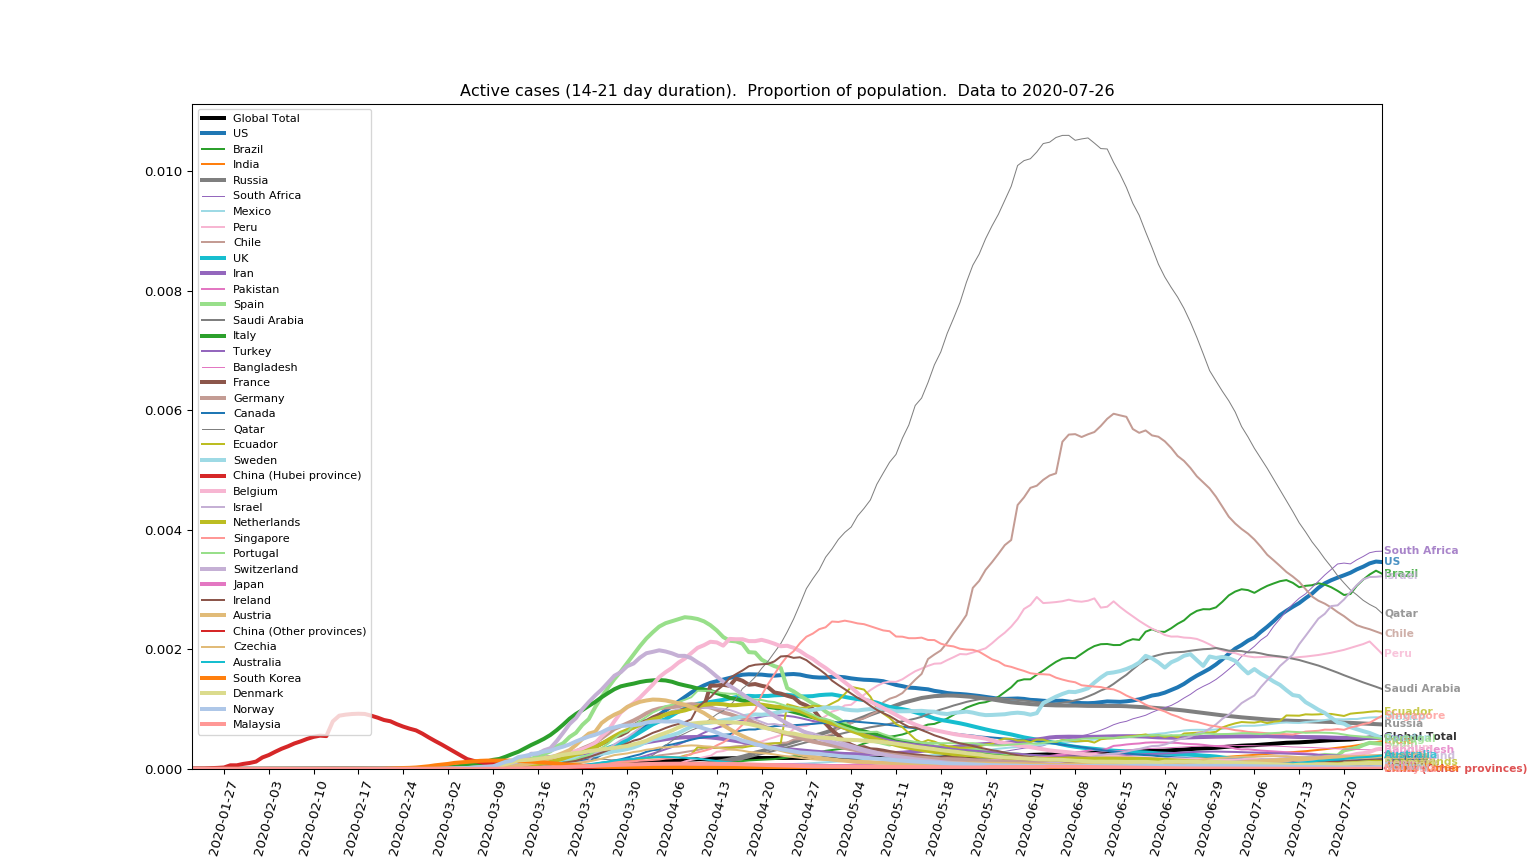 Active cases (14-21 day duration).  Proportion of population.  Data to 2020-07-26
Global Total
US
Brazil
India
Russia
South Africa
Mexico
Peru
Chile
UK
Iran
Pakistan
Spain
Saudi Arabia
Italy
Turkey
Bangladesh
France
Germany
Canada
Qatar
Ecuador
Sweden
China (Hubei province)
Belgium
Israel
Netherlands
Singapore
Portugal
Switzerland
Japan
Ireland
Austria
China (Other provinces)
Czechia
Australia
South Korea
Denmark
Norway
Malaysia
0.010
0.008
0.006
0.004
0.002
0.000
South Africa
US
Brazil
Israel
Qatar
Chile
Peru
Saudi Arabia
Ecuador
Singapore
Russia
Global Total
Australia
(Other provinces)
2020-01-27
2020-02-03
2020-02-10
2020-02-17
2020-02-24
2020-03-02
2020-03-09
2020-03-16
2020-03-23
2020-03-30
2020-04-06
2020-04-13
2020-04-20
2020-04-27
2020-05-04
2020-05-11
2020-05-18
2020-05-25
2020-06-01
2020-06-08
2020-06-15
2020-06-22
2020-06-29
2020-07-06
2020-07-13
2020-07-20